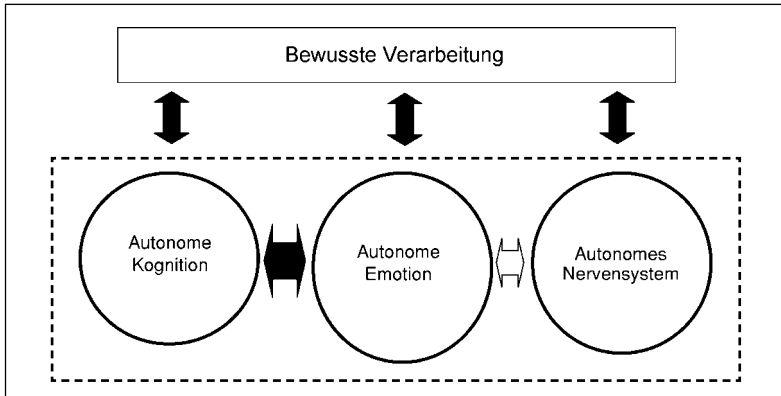 Bewusste Verarbeitung
Autonome
Kognition
Autonome
Emotion
Autonomes
Nervensystem